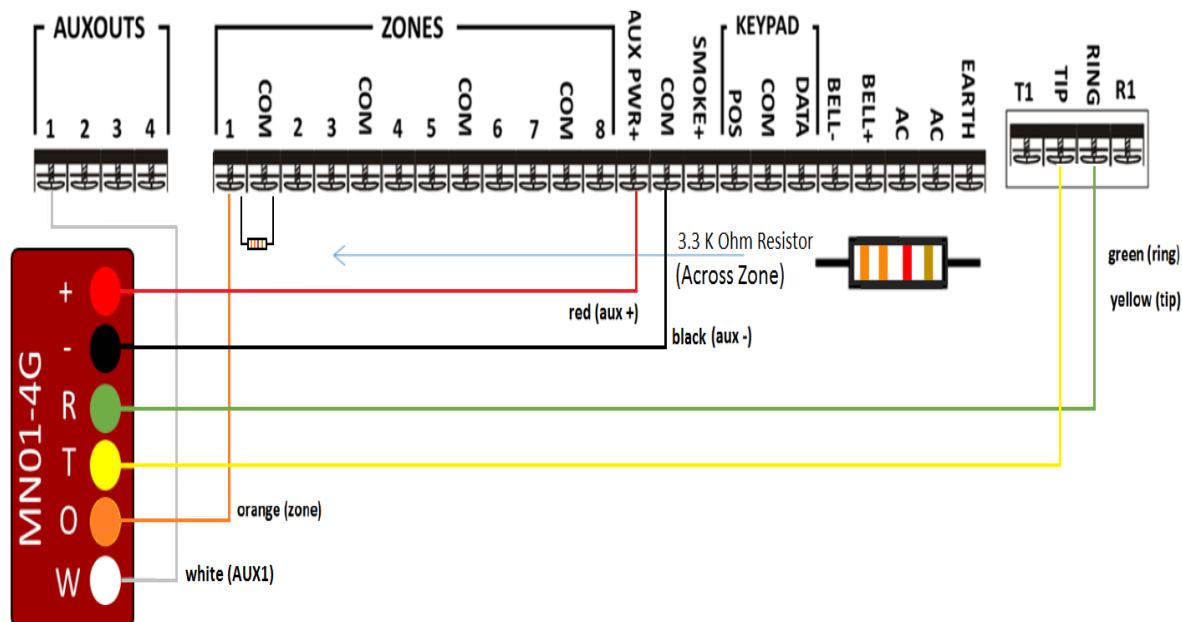 AUXOUTS
1 2 3 4
ZONES
1 COM 2 3 COM 4 5 COM 6 7 COM 8
AUX PWR+
COM
SMOKE+
KEYPAD
POS
COM
DATA
BELL-
BELL+
AC
AC
EARTH
T1
TIP
RING
R1
3.3 K Ohm Resistor
(Across Zone)
green (ring)
yellow (tip)
red (aux +)
black (aux -)
orange (zone)
white (AUX1)
MN01-4G
+
-
R
T
O
W